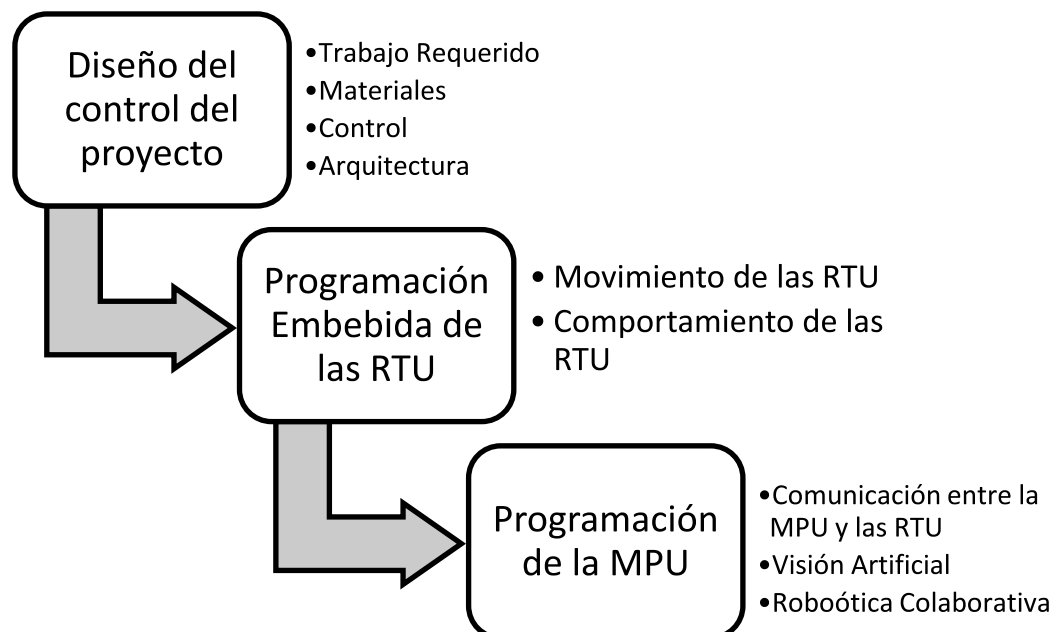 Diseño del
control del
proyecto
•Trabajo Requerido
•Materiales
•Control
•Arquitectura
Programación
Embebida de
las RTU
• Movimiento de las RTU
• Comportamiento de las
RTU
Programación
de la MPU
•Comunicación entre la
MPU y las RTU
•Visión Artificial
•Roboótica Colaborativa